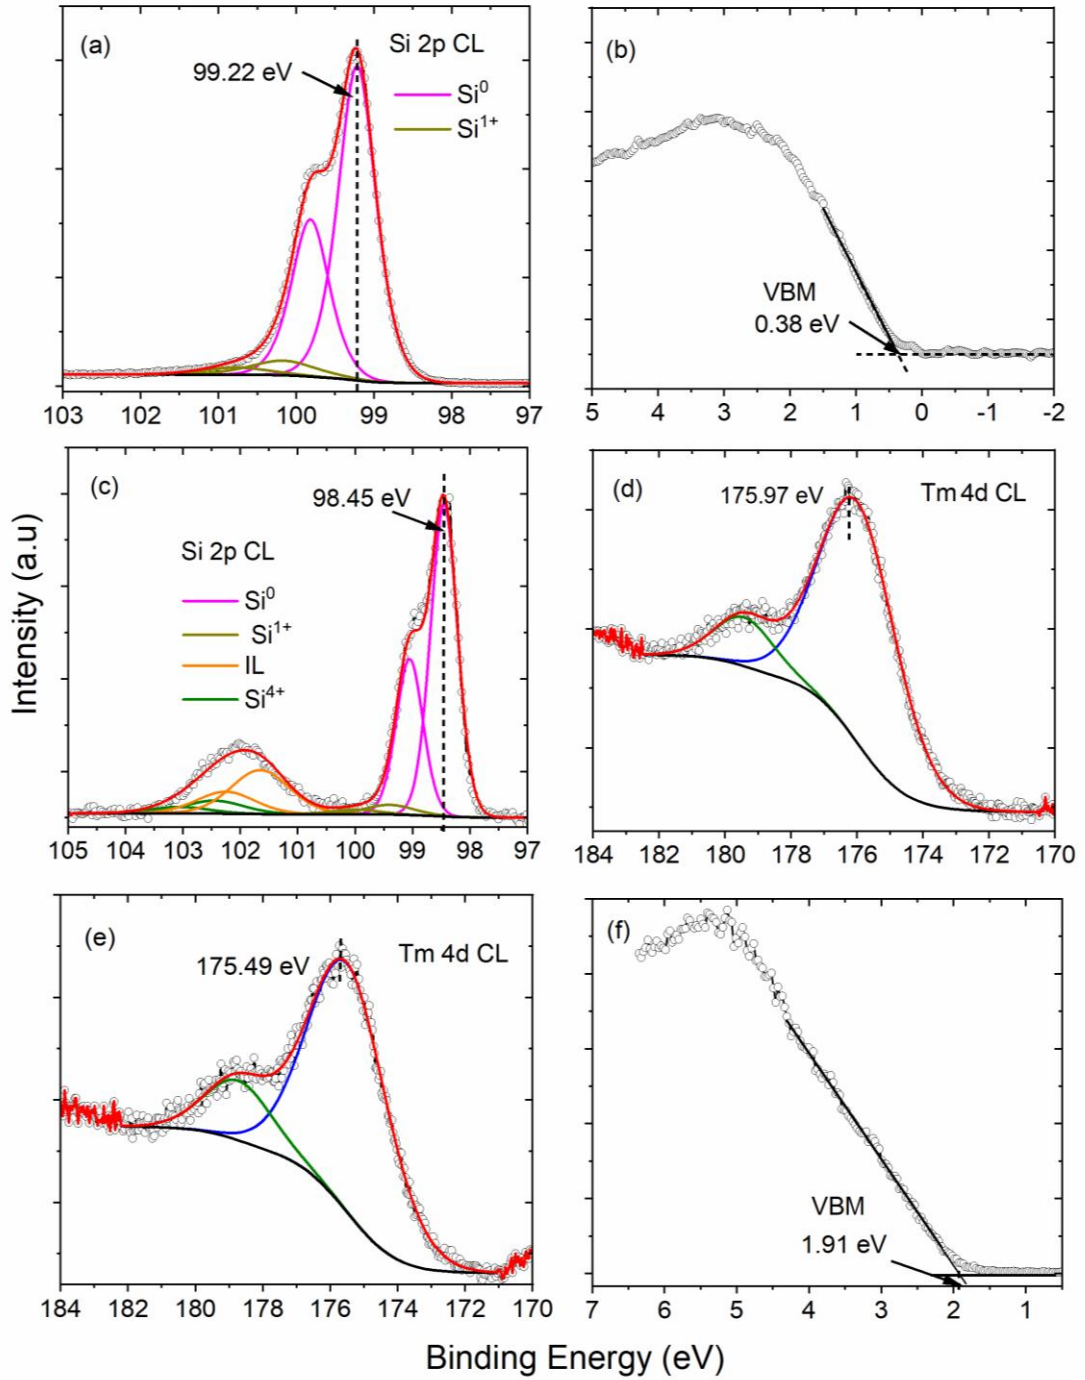 (a)
Si 2p CL
99.22 eV
Si⁰
Si¹⁺
103 102 101 100 99 98 97
(b)
VBM
0.38 eV
5 4 3 2 1 0 -1 -2
(c)
98.45 eV
Si 2p CL
Si⁰
Si¹⁺
IL
Si⁴⁺
105 104 103 102 101 100 99 98 97
(d)
175.97 eV
Tm 4d CL
184 182 180 178 176 174 172 170
(e)
175.49 eV
Tm 4d CL
184 182 180 178 176 174 172 170
(f)
VBM
1.91 eV
7 6 5 4 3 2 1
Intensity (a.u)
Binding Energy (eV)